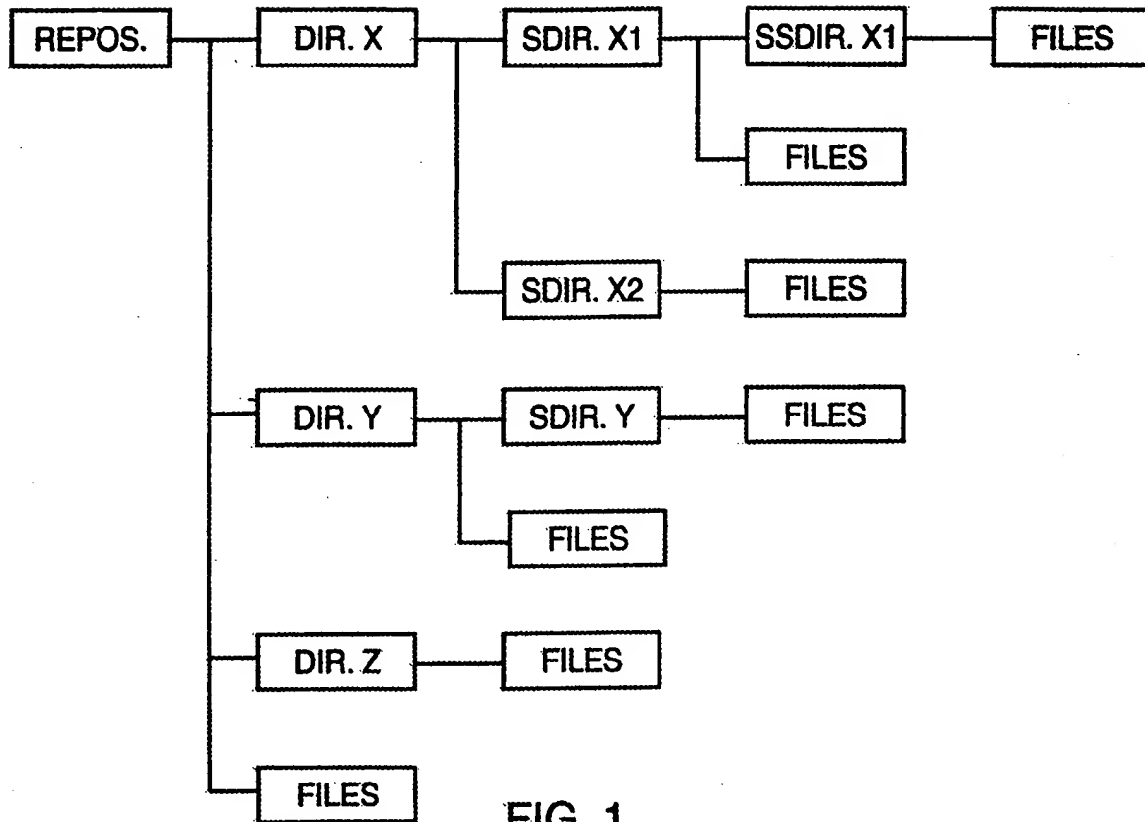 REPOS. DIR. X SDIR. X1 SSDIR. X1 FILES
FILES
SDIR. X2 FILES
DIR. Y SDIR. Y FILES
FILES
DIR. Z FILES
FILES
FIG. 1